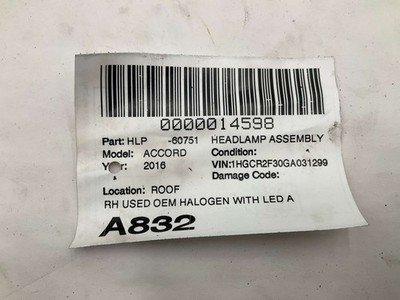 0000014598
Part: HLP -60751 HEADLAMP ASSEMBLY
Model: ACCORD Condition:
Year: 2016 VIN:1HGCR2F30GA031299
Damage Code:
Location: ROOF
RH USED OEM HALOGEN WITH LED A
A832